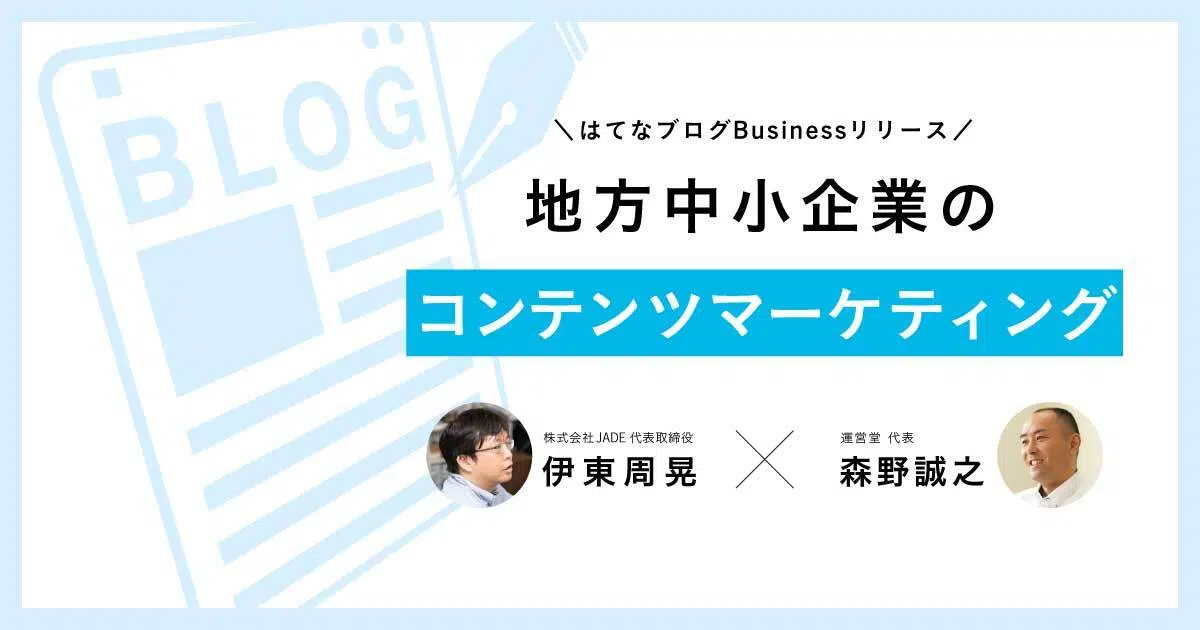 BLOG
＼はてなブログBusinessリリース／
地方中小企業の
コンテンツマーケティング
株式会社JADE 代表取締役
伊東周晃
運営堂 代表
森野誠之